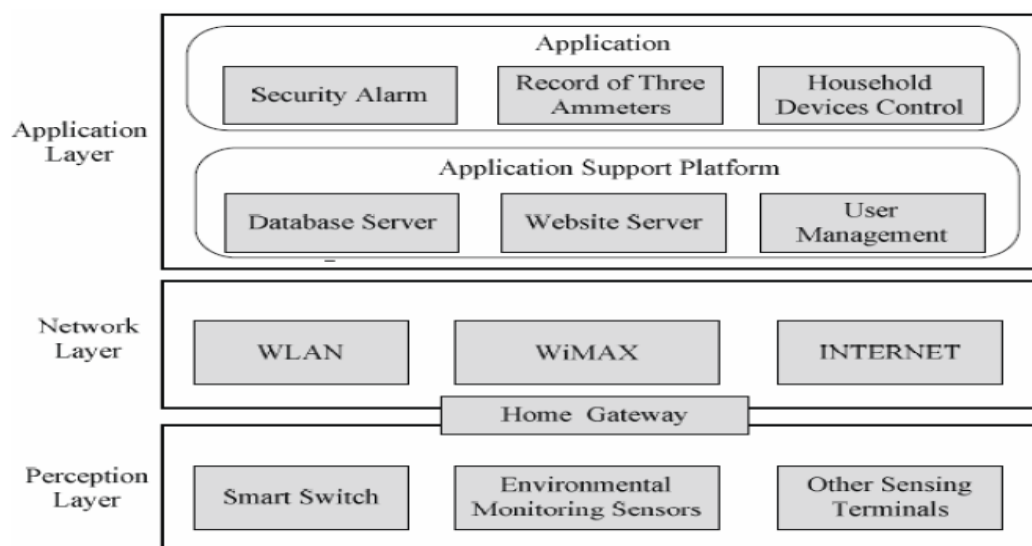 Application
Layer
Application
Security Alarm
Record of Three
Ammeters
Household
Devices Control
Application Support Platform
Database Server
Website Server
User
Management
Network
Layer
WLAN
WiMAX
INTERNET
Home Gateway
Perception
Layer
Smart Switch
Environmental
Monitoring Sensors
Other Sensing
Terminals